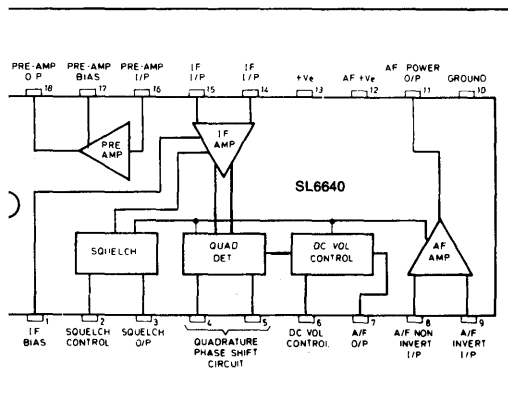 PRE-AMP PRE-AMP PRE-AMP IF IF AF POWER
O P BIAS I/P I/P I/P +Ve AF +Ve O/P GROUND
18 17 16 15 14 13 12 11 10
PRE
AMP
IF
AMP
SL6640
SQUELCH
QUAD
DET
DC VOL
CONTROL
AF
AMP
1 2 3 4 5 6 7 8 9
IF
BIAS
SQUELCH
CONTROL
SQUELCH
O/P
QUADRATURE
PHASE SHIFT
CIRCUIT
DC VOL
CONTROL
A/F
O/P
A/F NON
INVERT
I/P
A/F
INVERT
I/P